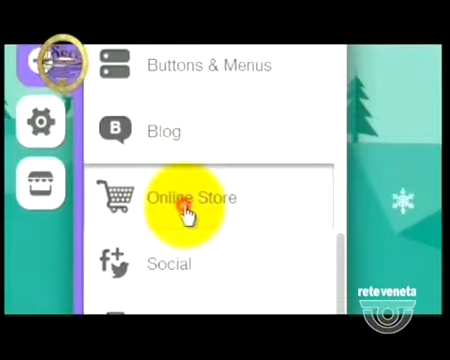 Buttons & Menus
B
Blog
Online Store
f+
Social
reteveneta